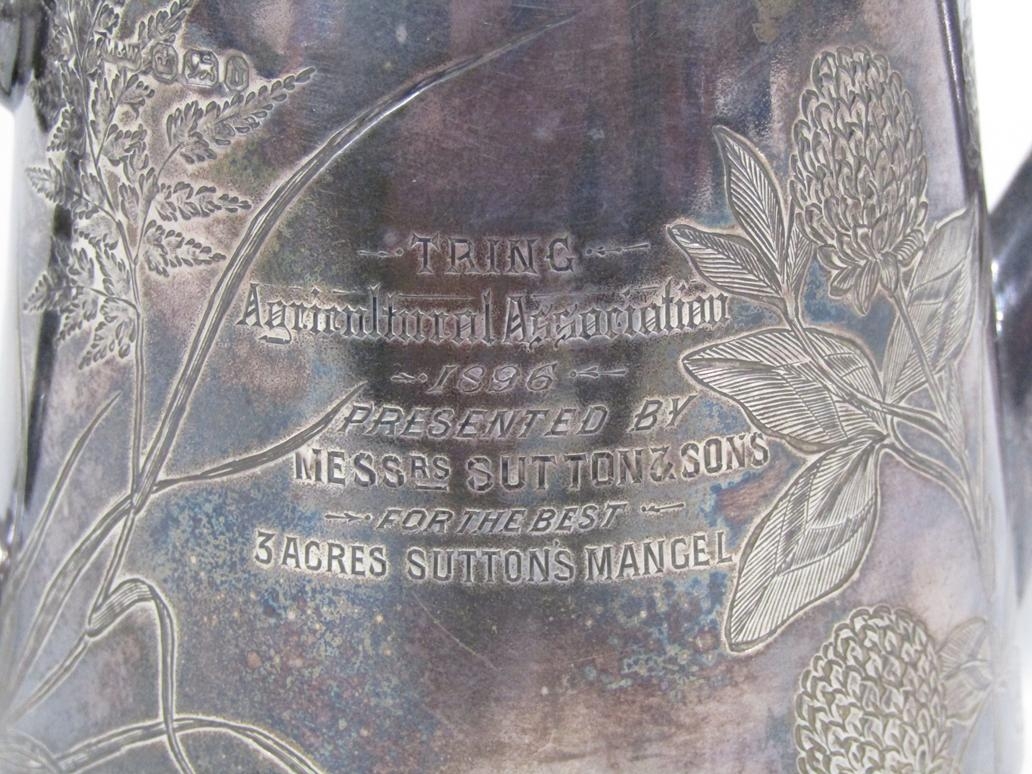 TRING
Agricultural Association
1896
PRESENTED BY
MESSRS SUTTON & SONS
FOR THE BEST
3 ACRES SUTTON'S MANGEL